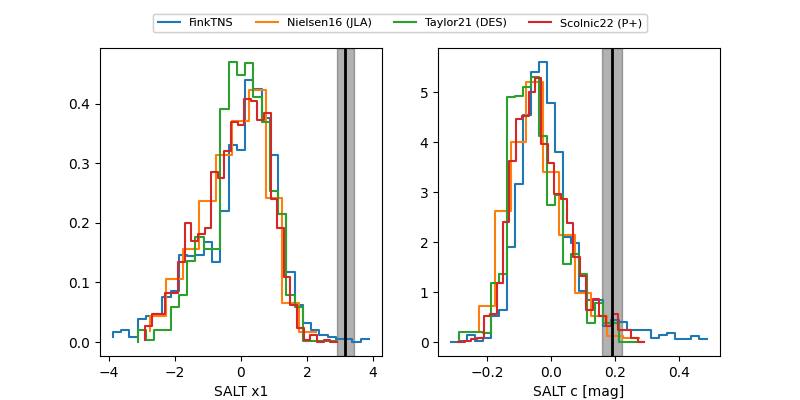 FinkTNS Nielsen16 (JLA) Taylor21 (DES) Scolnic22 (P+)
0.4
0.3
0.2
0.1
0.0
−4 −2 0 2 4
SALT x1
5
4
3
2
1
0
−0.2 0.0 0.2 0.4
SALT c [mag]